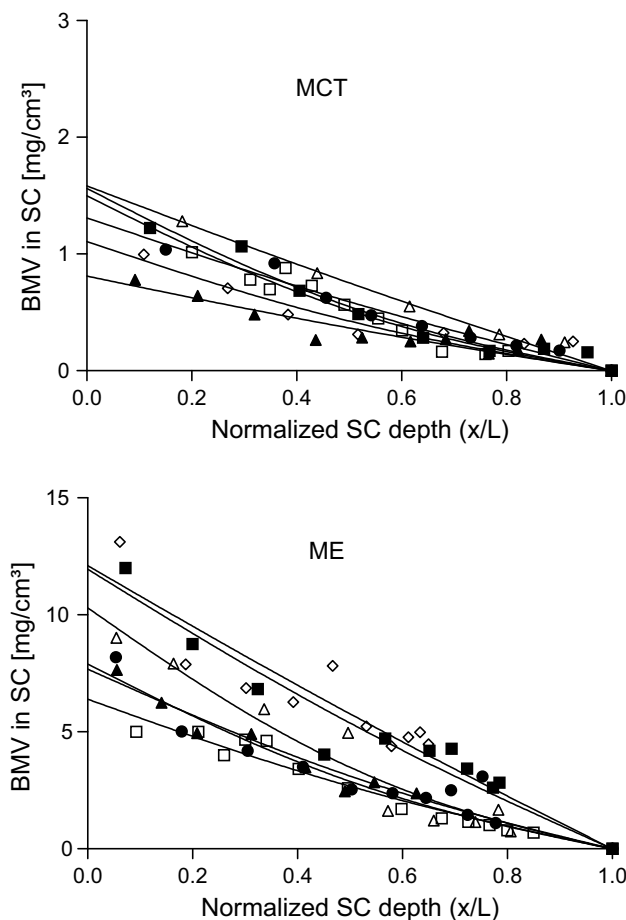 3
MCT
2
1
0
BMV in SC [mg/cm³]
0.0 0.2 0.4 0.6 0.8 1.0
Normalized SC depth (x/L)
15
ME
10
5
0
BMV in SC [mg/cm³]
0.0 0.2 0.4 0.6 0.8 1.0
Normalized SC depth (x/L)